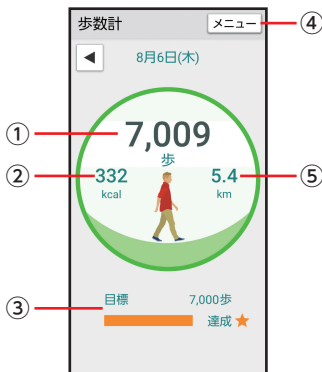 歩数計 メニュー ④
◀ 8月6日(木)
① 7,009
歩
② 332 5.4 ⑤
kcal km
③ 目標 7,000歩
達成★